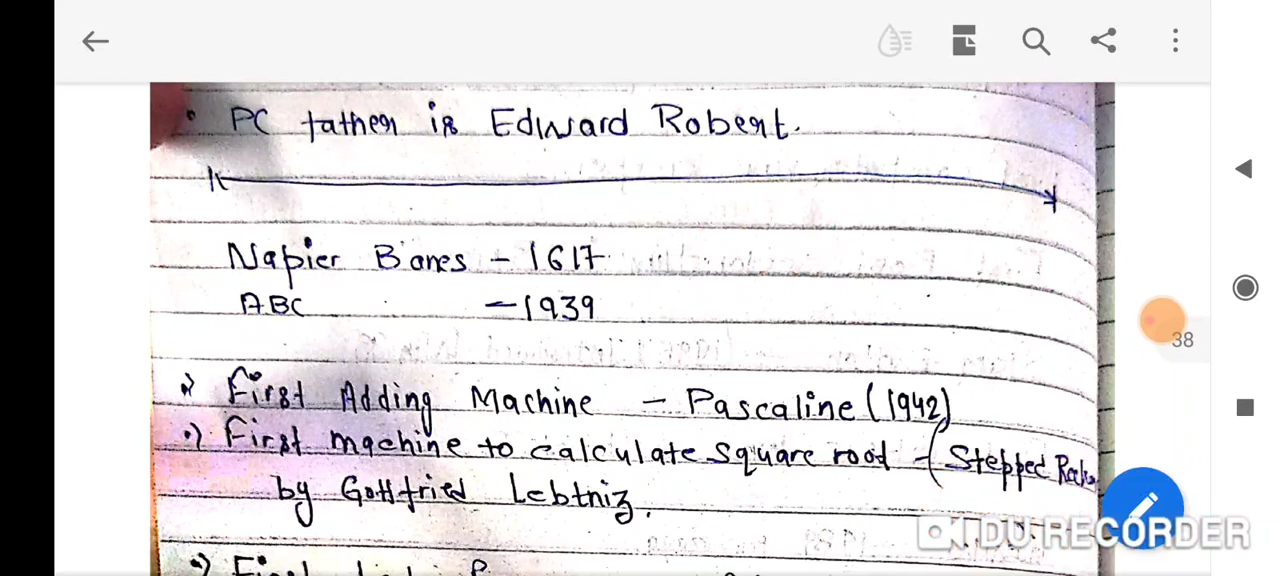 PC father is Edward Robert.
Napier Bones - 1617
ABC - 1939
First Adding Machine - Pascaline (1942)
First machine to calculate square root - (Stepped
by Gottfried Lebtniz.
38
DU RECORDER